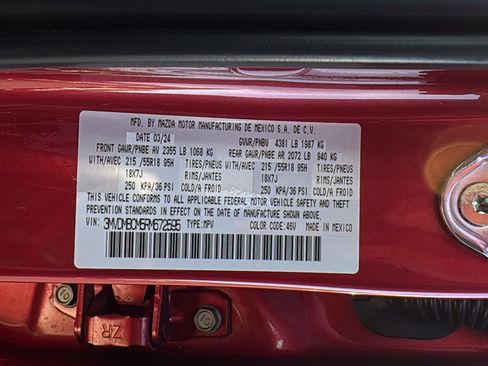 MFD. BY MAZDA MOTOR MANUFACTURING DE MEXICO S.A. DE C.V.
DATE 03/24 GVWR/PNBV 4381 LB 1987 KG
FRONT GAWR/PNBE AV 2355 LB 1068 KG REAR GAWR/PNBE AR 2072 LB 940 KG
WITH/AVEC 215 /55R18 95H TIRES/PNEUS WITH/AVEC 215 /55R18 95H TIRES/PNEUS
18X7J RIMS/JANTES 18X7J RIMS/JANTES
250 KPA/36 PSI COLD/A FROID 250 KPA/36 PSI COLD/A FROID
THIS VEHICLE CONFORMS TO ALL APPLICABLE FEDERAL MOTOR VEHICLE SAFETY AND THEFT
PREVENTION STANDARDS IN EFFECT ON THE DATE OF MANUFACTURE SHOWN ABOVE.
VIN: 3MVDMBCM5RM672595 TYPE:MPV COLOR CODE:46V MADE IN MEXICO
ZR